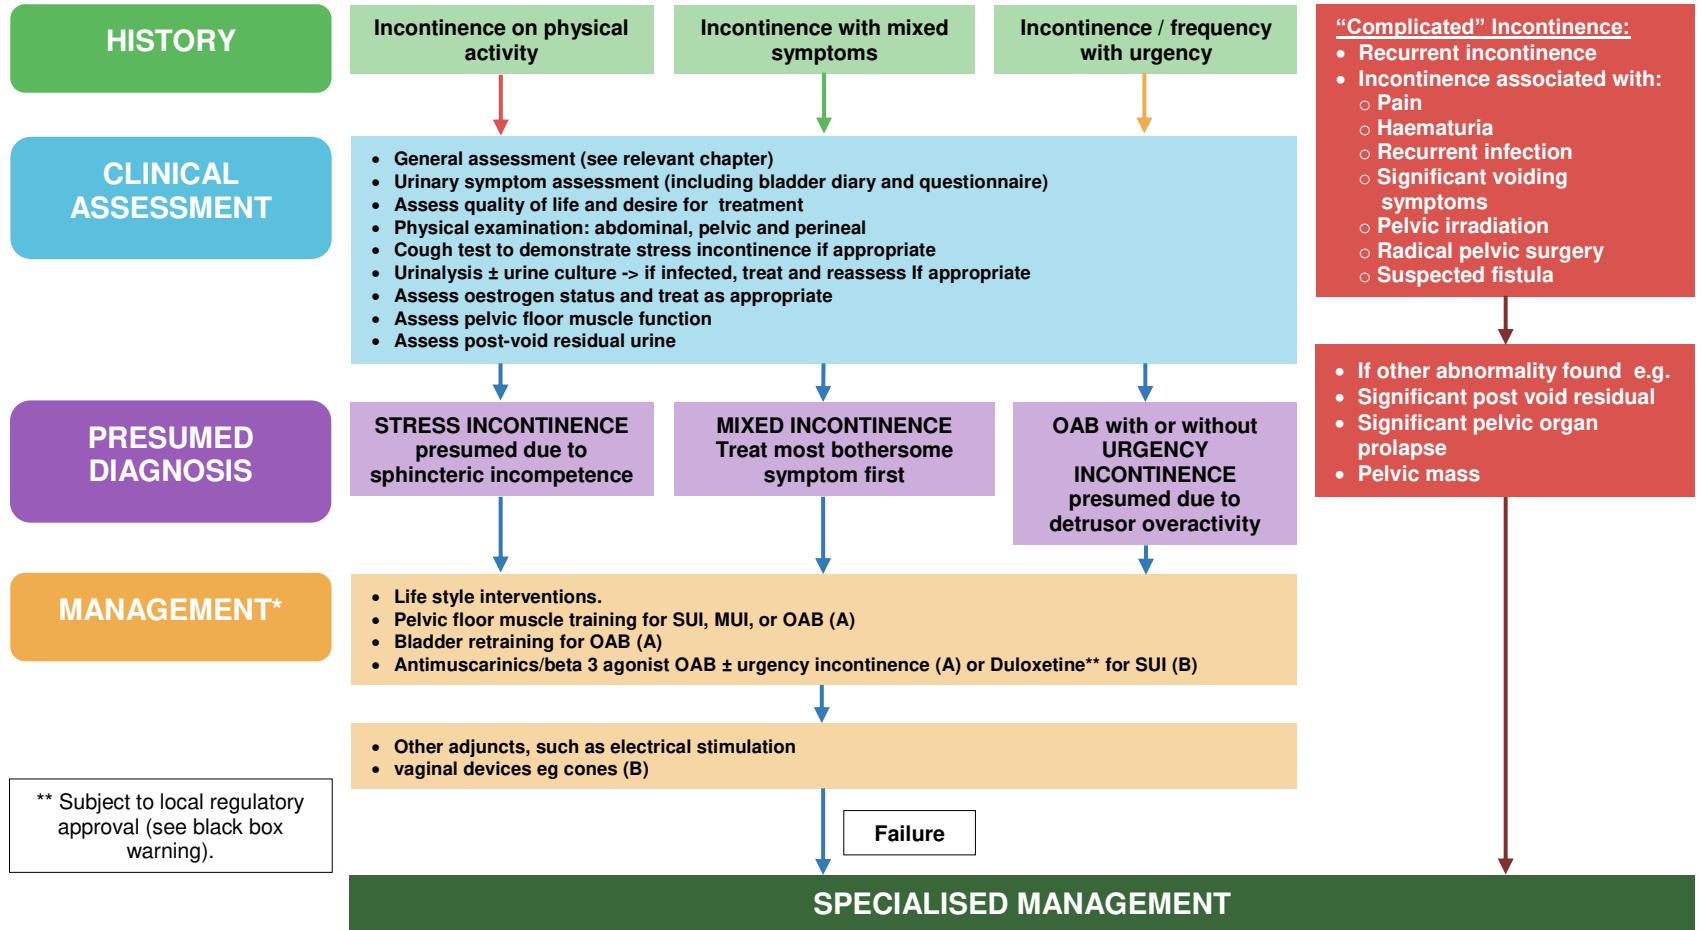 HISTORY
Incontinence on physical
activity
Incontinence with mixed
symptoms
Incontinence / frequency
with urgency
“Complicated” Incontinence:
• Recurrent incontinence
• Incontinence associated with:
o Pain
o Haematuria
o Recurrent infection
o Significant voiding
symptoms
o Pelvic irradiation
o Radical pelvic surgery
o Suspected fistula
CLINICAL
ASSESSMENT
• General assessment (see relevant chapter)
• Urinary symptom assessment (including bladder diary and questionnaire)
• Assess quality of life and desire for treatment
• Physical examination: abdominal, pelvic and perineal
• Cough test to demonstrate stress incontinence if appropriate
• Urinalysis ± urine culture -> if infected, treat and reassess If appropriate
• Assess oestrogen status and treat as appropriate
• Assess pelvic floor muscle function
• Assess post-void residual urine
• If other abnormality found e.g.
• Significant post void residual
• Significant pelvic organ
prolapse
• Pelvic mass
PRESUMED
DIAGNOSIS
STRESS INCONTINENCE
presumed due to
sphincteric incompetence
MIXED INCONTINENCE
Treat most bothersome
symptom first
OAB with or without
URGENCY
INCONTINENCE
presumed due to
detrusor overactivity
MANAGEMENT*
• Life style interventions.
• Pelvic floor muscle training for SUI, MUI, or OAB (A)
• Bladder retraining for OAB (A)
• Antimuscarinics/beta 3 agonist OAB ± urgency incontinence (A) or Duloxetine** for SUI (B)
• Other adjuncts, such as electrical stimulation
• vaginal devices eg cones (B)
** Subject to local regulatory
approval (see black box
warning).
Failure
SPECIALISED MANAGEMENT